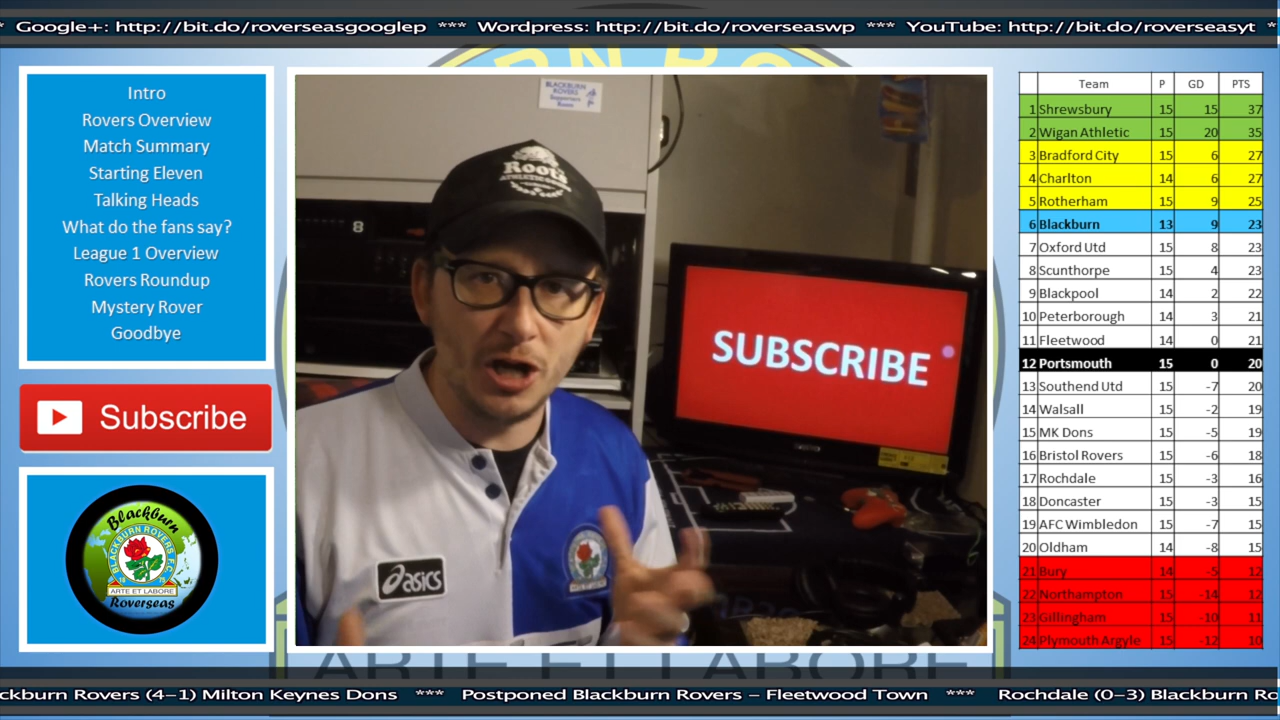 Google+: http://bit.do/roverseasgooglep *** Wordpress: http://bit.do/roverseaswp *** YouTube: http://bit.do/roverseasyt *
Intro
Rovers Overview
Match Summary
Starting Eleven
Talking Heads
What do the fans say?
League 1 Overview
Rovers Roundup
Mystery Rover
Goodbye
Subscribe
Blackburn
BLACKBURN ROVERS F.C.
1875
ARTE ET LABORE
Roverseas
BLACKBURN ROVERS
Roots
8
SUBSCRIBE
asics
Team P GD PTS
1 Shrewsbury 15 15 37
2 Wigan Athletic 15 20 35
3 Bradford City 15 6 27
4 Charlton 14 6 27
5 Rotherham 15 9 25
6 Blackburn 13 9 23
7 Oxford Utd 15 8 23
8 Scunthorpe 15 4 23
9 Blackpool 14 2 22
10 Peterborough 14 3 21
11 Fleetwood 14 0 21
12 Portsmouth 15 0 20
13 Southend Utd 15 -7 20
14 Walsall 15 -2 19
15 MK Dons 15 -5 19
16 Bristol Rovers 15 -6 18
17 Rochdale 15 -3 16
18 Doncaster 15 -3 15
19 AFC Wimbledon 15 -7 15
20 Oldham 14 -8 15
21 Bury 14 -5 12
22 Northampton 15 -14 12
23 Gillingham 15 -10 11
24 Plymouth Argyle 15 -12 10
ARTE ET LABORE
ckburn Rovers (4-1) Milton Keynes Dons *** Postponed Blackburn Rovers – Fleetwood Town *** Rochdale (0-3) Blackburn Ro